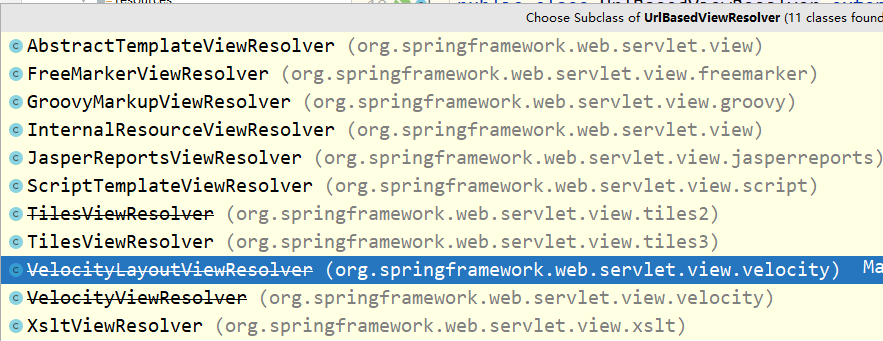 resources
Choose Subclass of UrlBasedViewResolver (11 classes found
AbstractTemplateViewResolver (org.springframework.web.servlet.view)
FreeMarkerViewResolver (org.springframework.web.servlet.view.freemarker)
GroovyMarkupViewResolver (org.springframework.web.servlet.view.groovy)
InternalResourceViewResolver (org.springframework.web.servlet.view)
JasperReportsViewResolver (org.springframework.web.servlet.view.jasperreports)
ScriptTemplateViewResolver (org.springframework.web.servlet.view.script)
TilesViewResolver (org.springframework.web.servlet.view.tiles2)
TilesViewResolver (org.springframework.web.servlet.view.tiles3)
VelocityLayoutViewResolver (org.springframework.web.servlet.view.velocity) Ma
VelocityViewResolver (org.springframework.web.servlet.view.velocity)
XsltViewResolver (org.springframework.web.servlet.view.xslt)